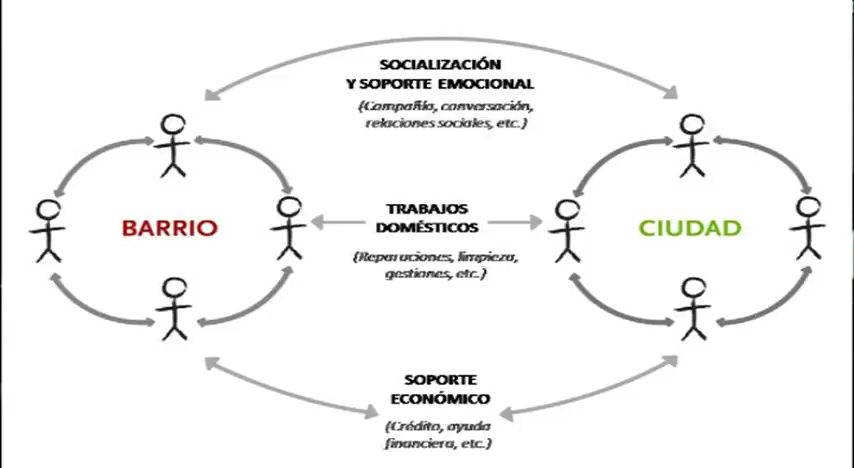 SOCIALIZACIÓN
Y SOPORTE EMOCIONAL
(Compañía, conversación,
relaciones sociales, etc.)
BARRIO
TRABAJOS
DOMÉSTICOS
(Reparaciones, limpieza,
gestiones, etc.)
CIUDAD
SOPORTE
ECONÓMICO
(Crédito, ayuda
financiera, etc.)